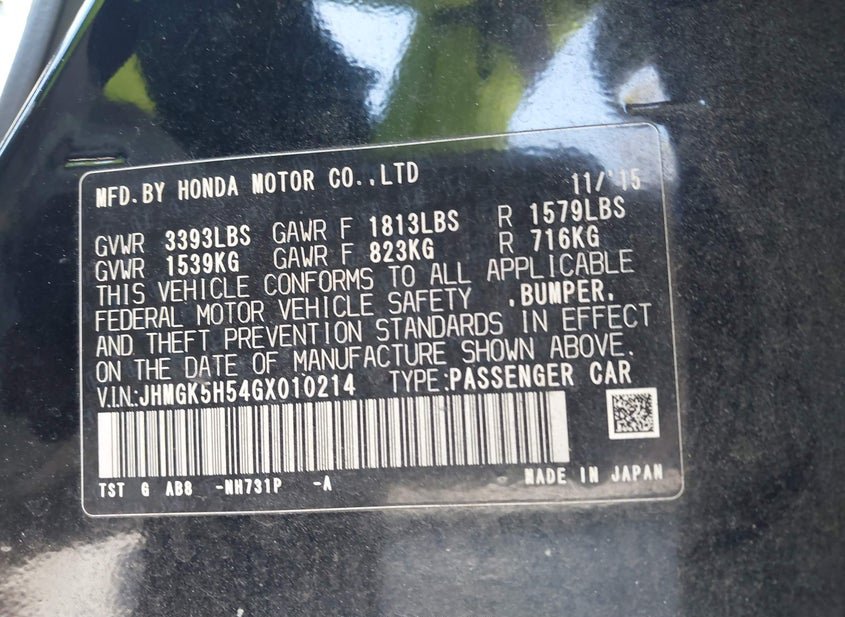 MFD.BY HONDA MOTOR CO.,LTD 11/'15
GVWR 3393LBS GAWR F 1813LBS R 1579LBS
GVWR 1539KG GAWR F 823KG R 716KG
THIS VEHICLE CONFORMS TO ALL APPLICABLE
FEDERAL MOTOR VEHICLE SAFETY ,BUMPER,
AND THEFT PREVENTION STANDARDS IN EFFECT
ON THE DATE OF MANUFACTURE SHOWN ABOVE.
V.I.N.:JHMGK5H54GX010214 TYPE:PASSENGER CAR
TST G AB8 -NH731P -A MADE IN JAPAN